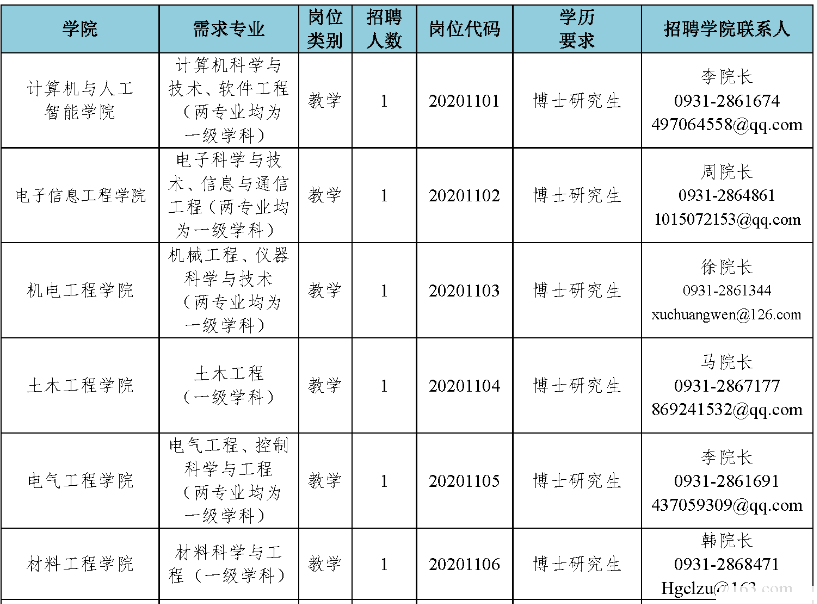 学院 需求专业 岗位类别 招聘人数 岗位代码 学历要求 招聘学院联系人
计算机与人工
智能学院
计算机科学与
技术、软件工程
（两专业均为
一级学科）
教学
1
20201101
博士研究生
李院长
0931-2861674
497064558@qq.com
电子信息工程学院
电子科学与技
术、信息与通信
工程（两专业均
为一级学科）
教学
1
20201102
博士研究生
周院长
0931-2864861
1015072153@qq.com
机电工程学院
机械工程、仪器
科学与技术
（两专业均为
一级学科）
教学
1
20201103
博士研究生
徐院长
0931-2861344
xuchuangwen@126.com
土木工程学院
土木工程
（一级学科）
教学
1
20201104
博士研究生
马院长
0931-2867177
869241532@qq.com
电气工程学院
电气工程、控制
科学与工程
（两专业均为
一级学科）
教学
1
20201105
博士研究生
李院长
0931-2861691
437059309@qq.com
材料工程学院
材料科学与工
程（一级学科）
教学
1
20201106
博士研究生
韩院长
0931-2868471
Hgclzu@163.com